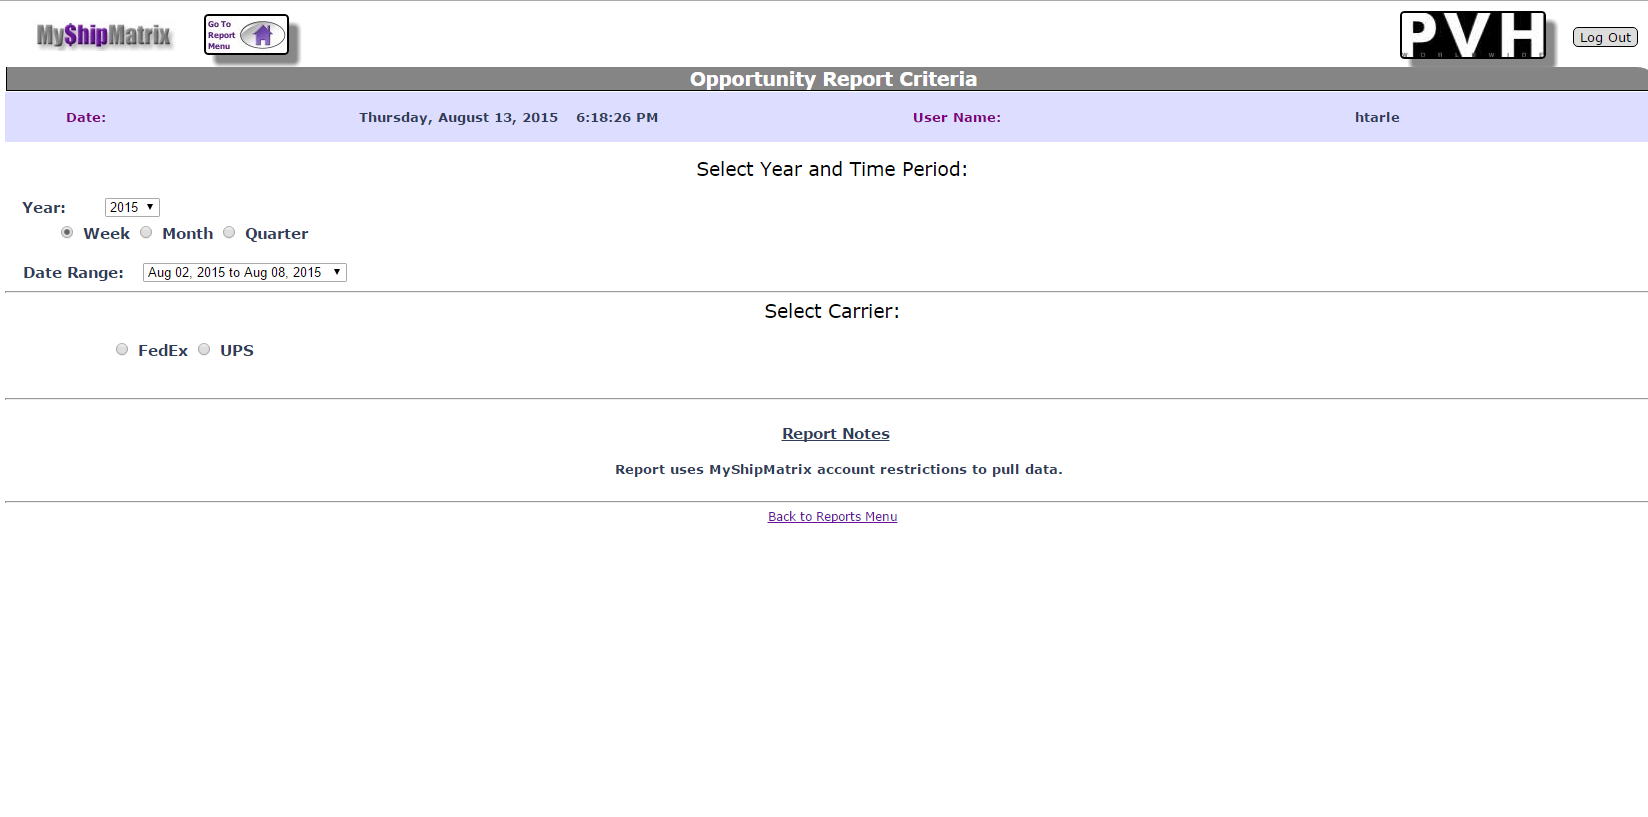 My$hipMatrix
Go To
Report
Menu
PVH
WORLDWIDE
Log Out
Opportunity Report Criteria
Date: Thursday, August 13, 2015 6:18:26 PM User Name: htarle
Select Year and Time Period:
Year: 2015
Week Month Quarter
Date Range: Aug 02, 2015 to Aug 08, 2015
Select Carrier:
FedEx UPS
Report Notes
Report uses MyShipMatrix account restrictions to pull data.
Back to Reports Menu